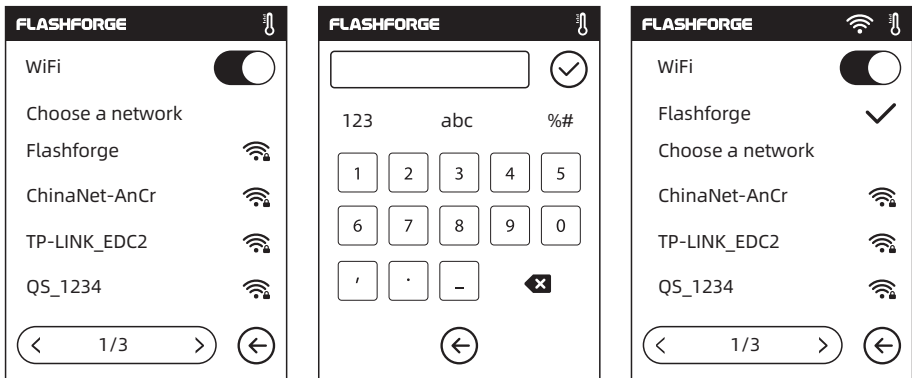 FLASHFORGE
WiFi
Choose a network
Flashforge
ChinaNet-AnCr
TP-LINK_EDC2
QS_1234
1/3
FLASHFORGE
123 abc %#
1 2 3 4 5
6 7 8 9 0
, . _
FLASHFORGE
WiFi
Flashforge
Choose a network
ChinaNet-AnCr
TP-LINK_EDC2
QS_1234
1/3